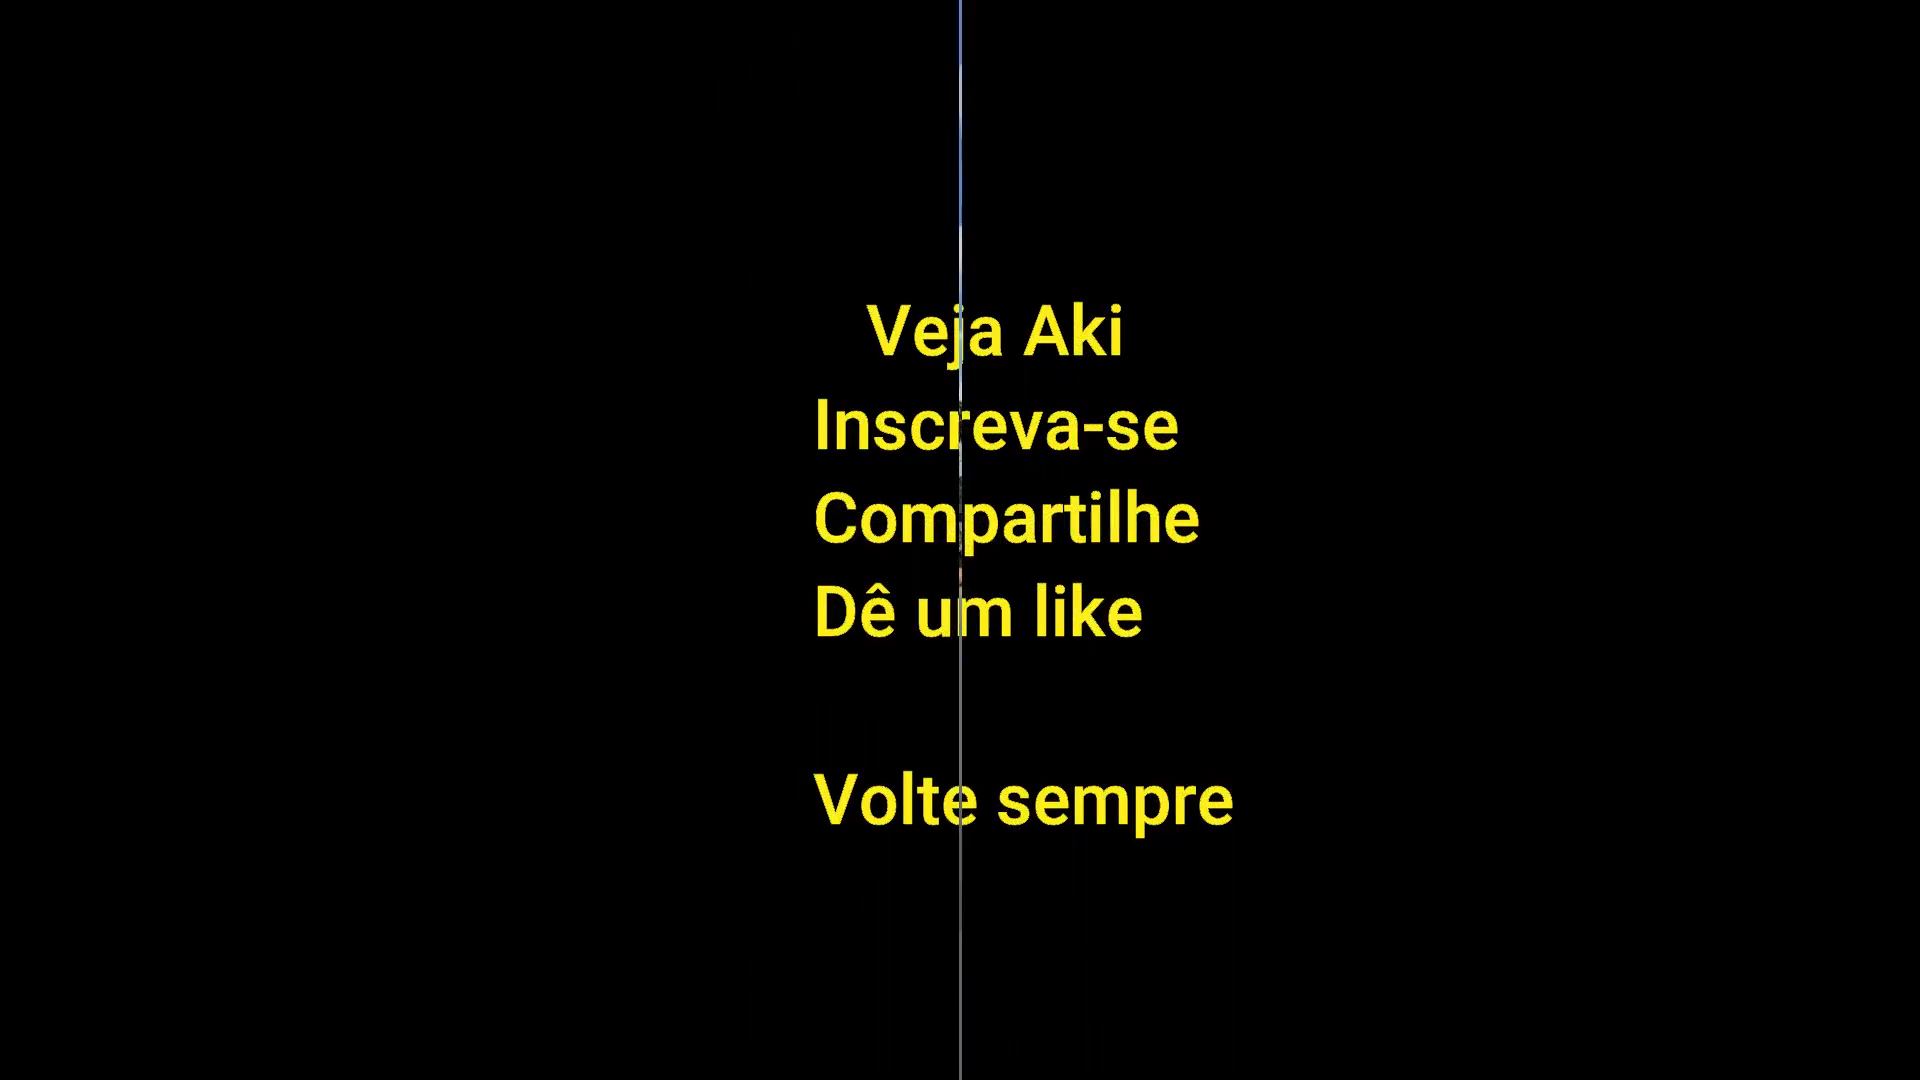 Veja Aki
Inscreva-se
Compartilhe
Dê um like
Volte sempre